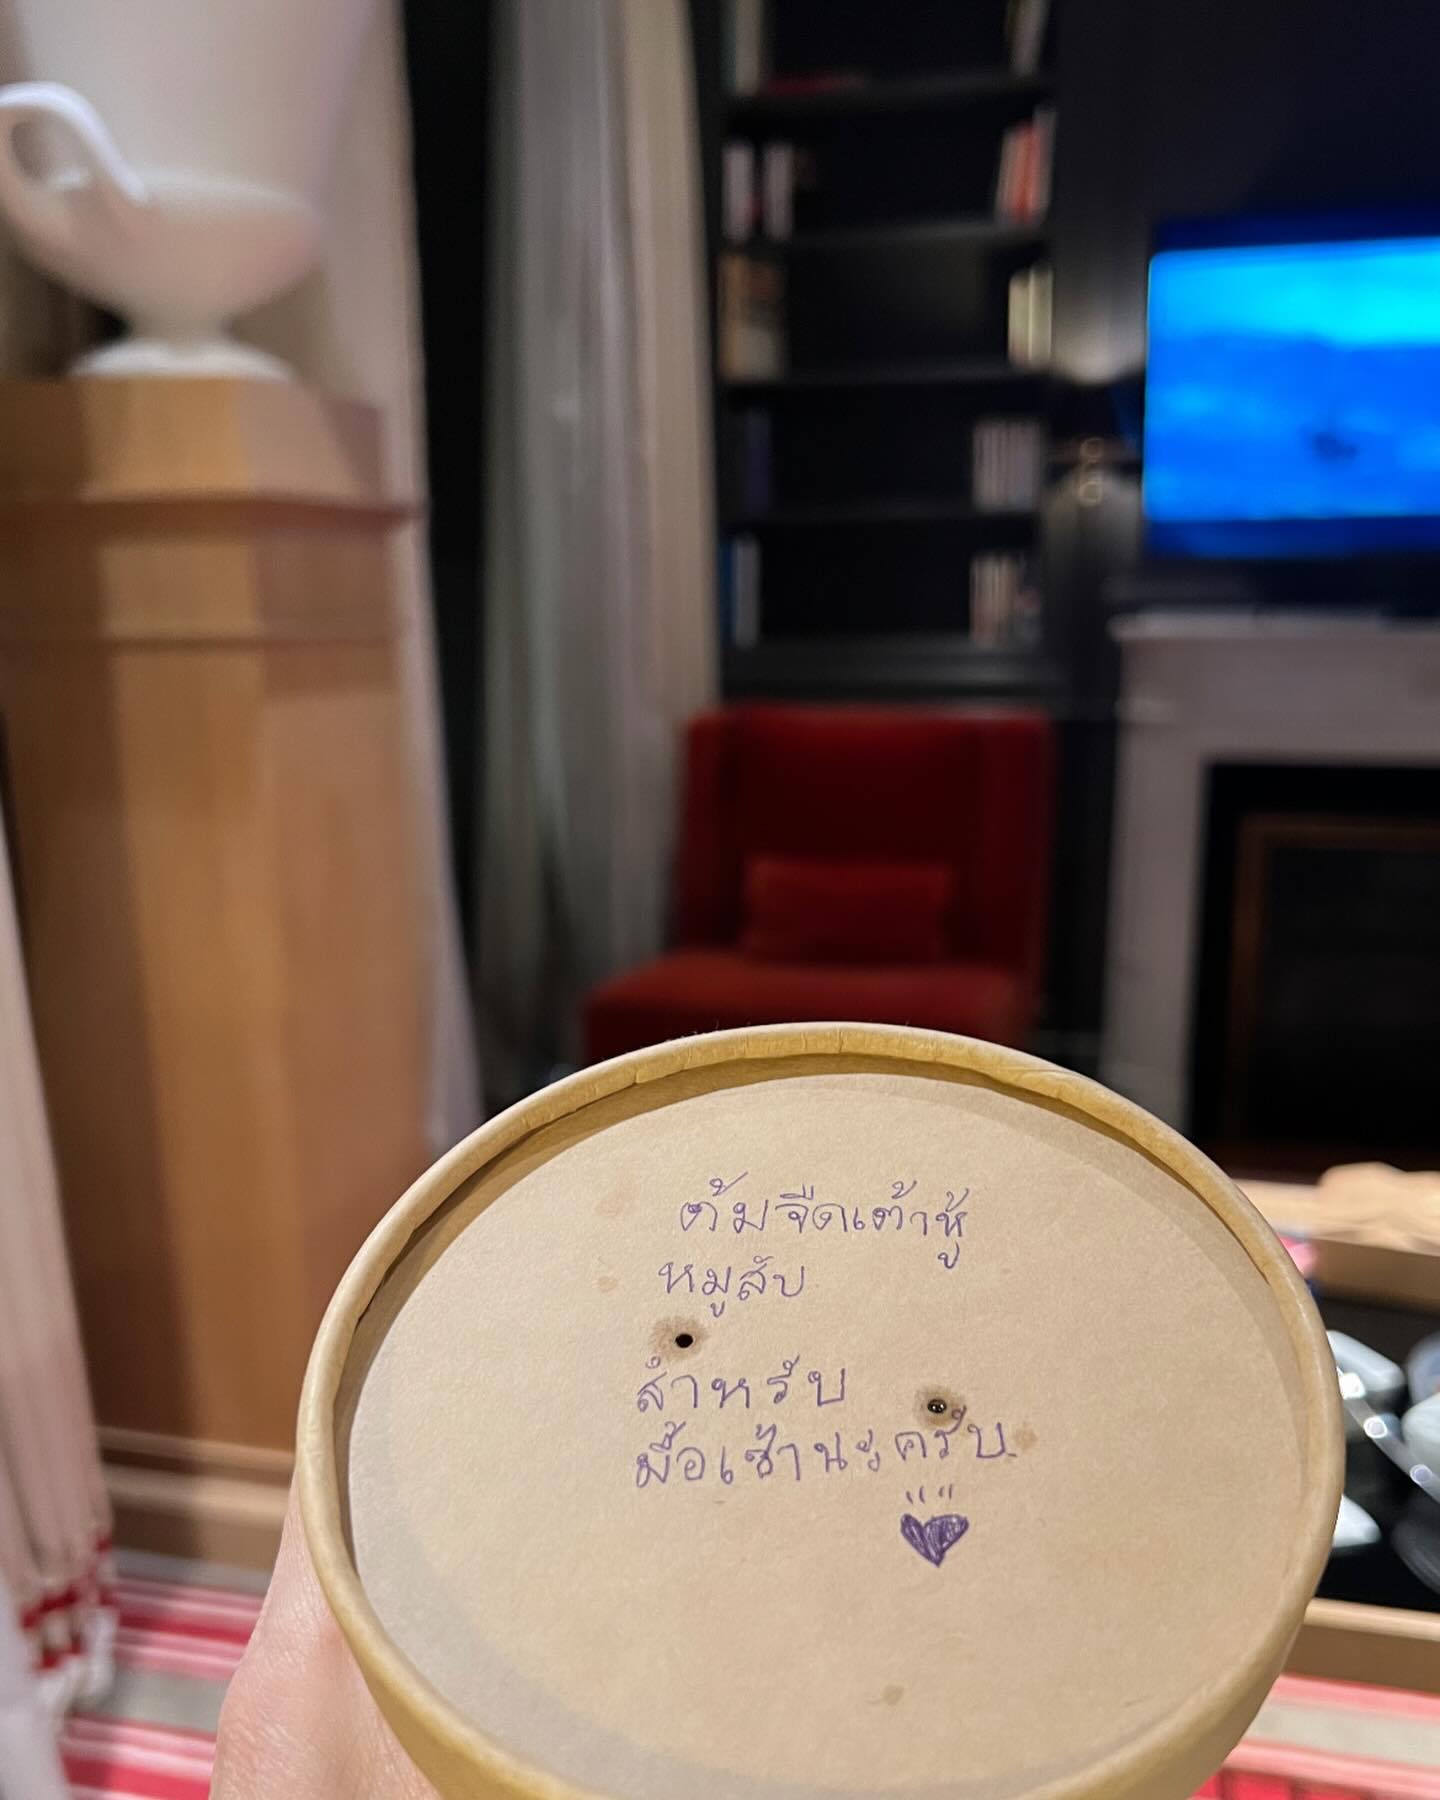 ต้มจืดเต้าหู้
หมูสับ
สำหรับ
มื้อเช้านะครับ